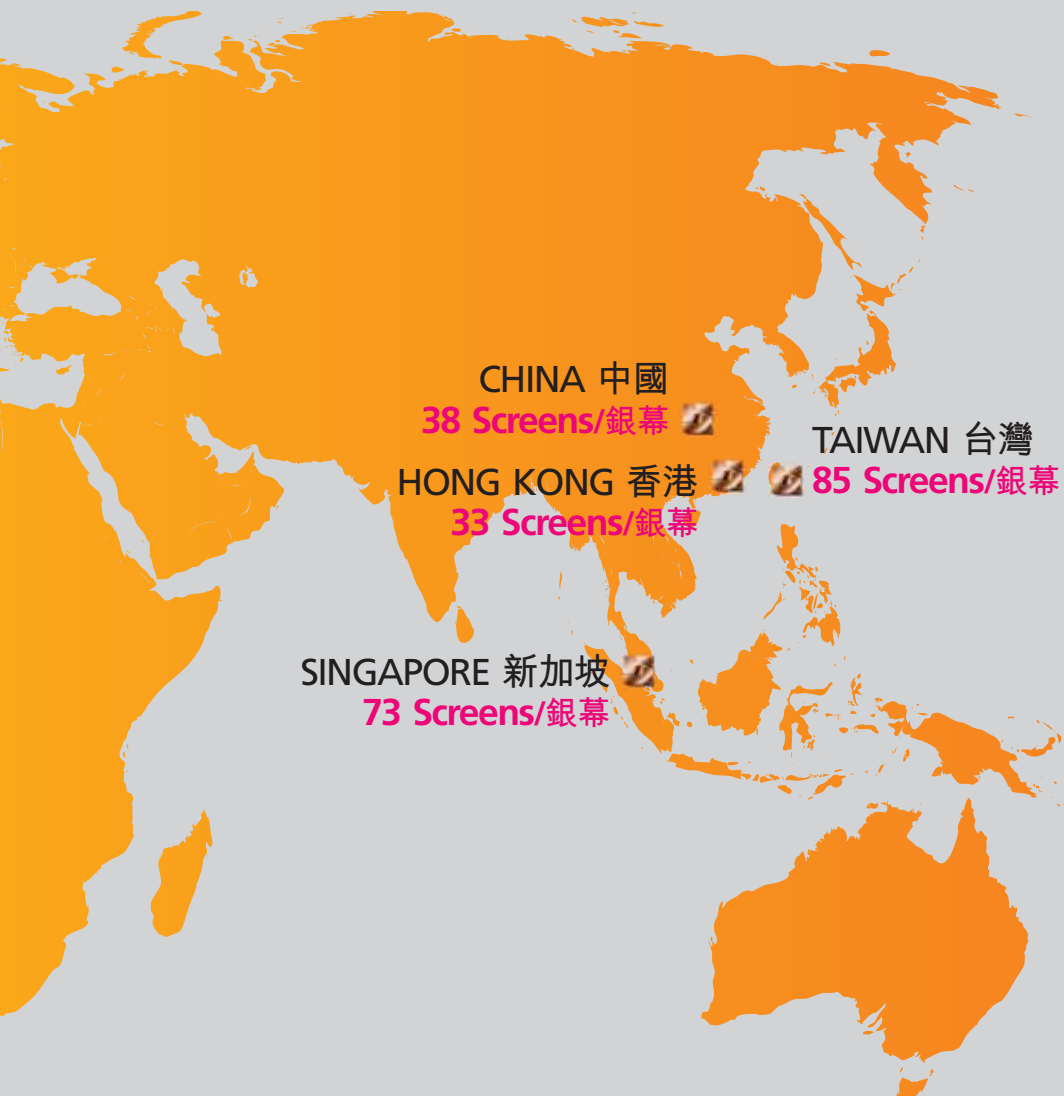 CHINA 中國
38 Screens/銀幕
TAIWAN 台灣
85 Screens/銀幕
HONG KONG 香港
33 Screens/銀幕
SINGAPORE 新加坡
73 Screens/銀幕